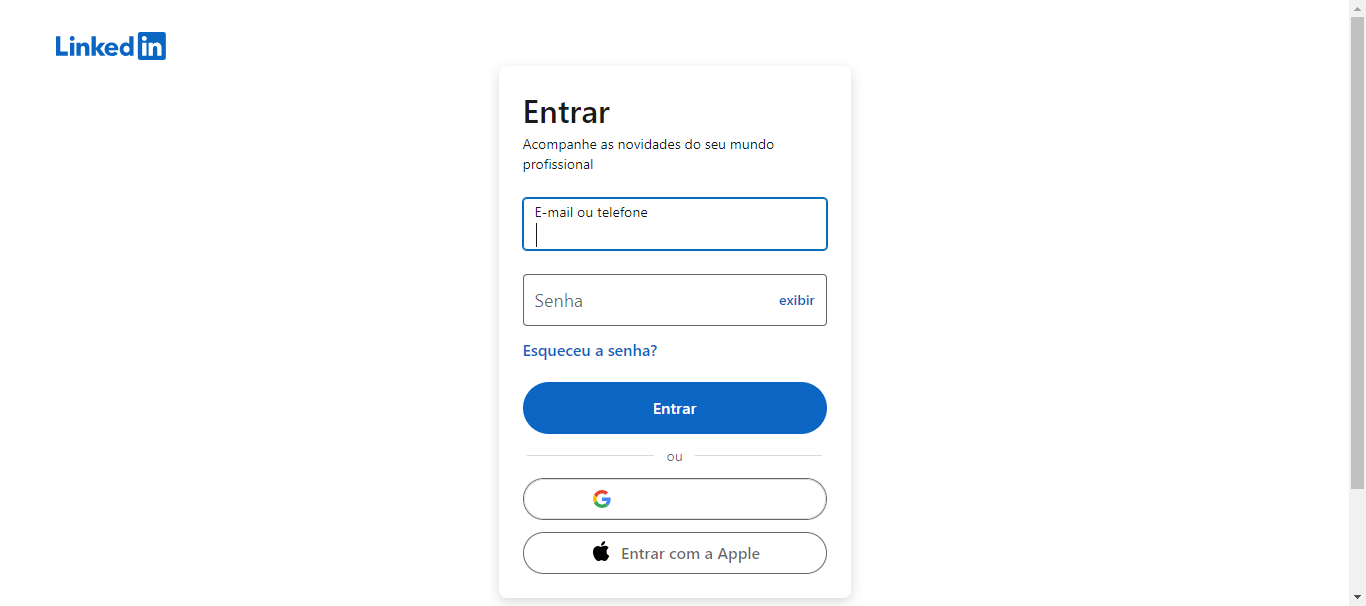 Linkedin
Entrar
Acompanhe as novidades do seu mundo
profissional
E-mail ou telefone
Senha
exibir
Esqueceu a senha?
Entrar
ou
Entrar com a Apple